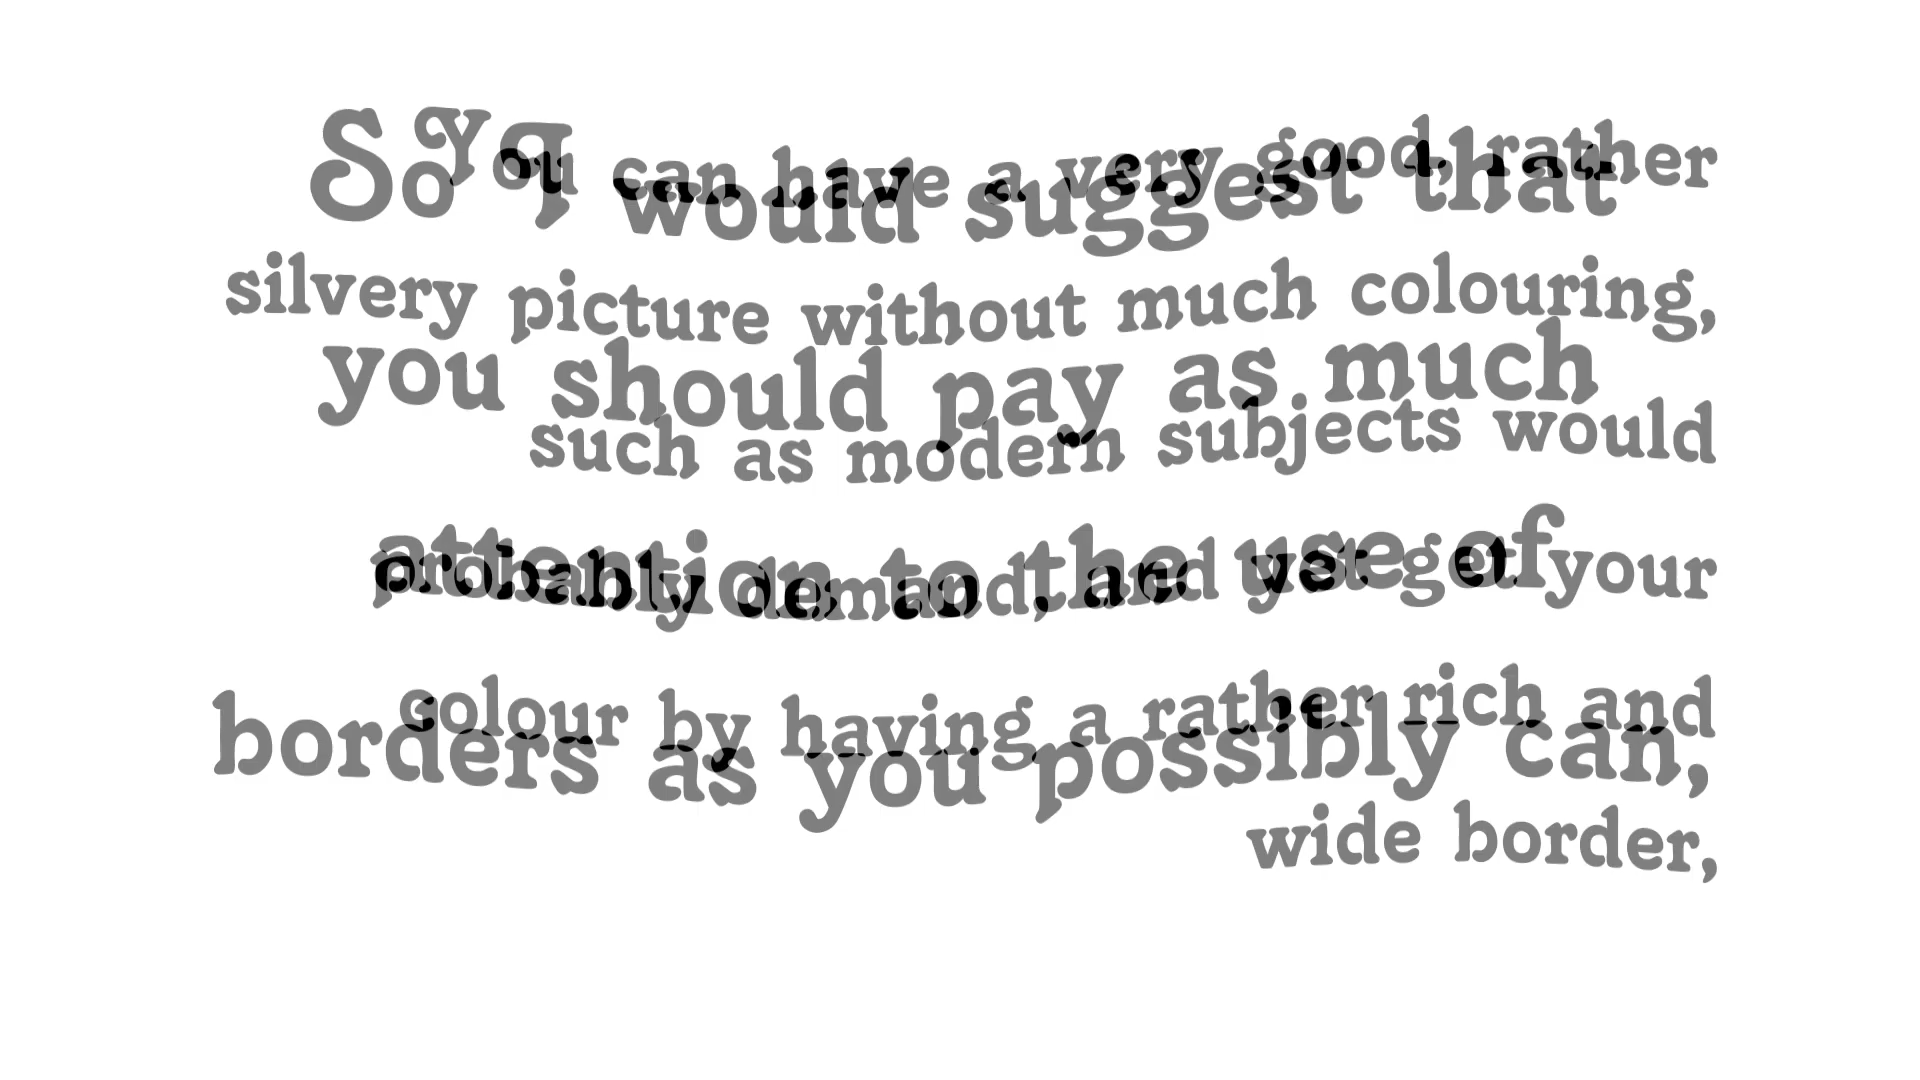 So I would suggest that
you should pay as much
attention to the use of
borders as you possibly can,
You can have a very good, rather
silvery picture without much colouring,
such as modern subjects would
probably demand, and yet get your
colour by having a rather rich and
wide border,